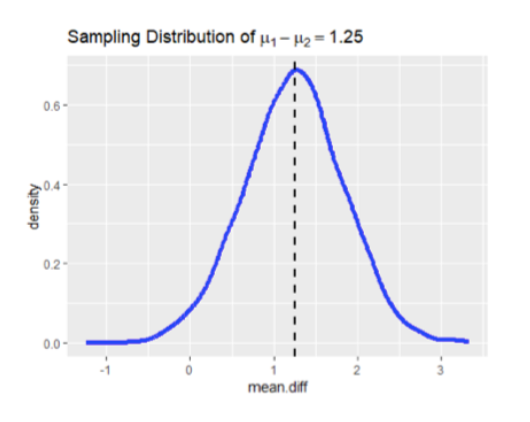 Sampling Distribution of μ₁ − μ₂ = 1.25
density
0.6
0.4
0.2
0.0
-1 0 1 2 3
mean.diff